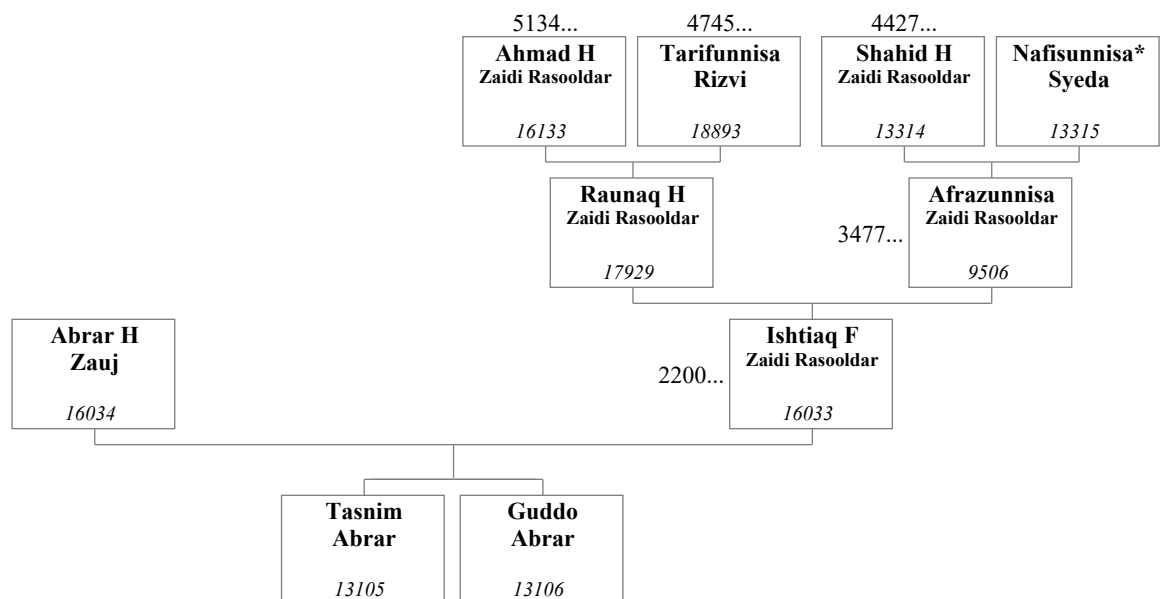 5134... 4745... 4427...
Ahmad H
Zaidi Rasooldar
16133
Tarifunnisa
Rizvi
18893
Shahid H
Zaidi Rasooldar
13314
Nafisunnisa*
Syeda
13315
Raunaq H
Zaidi Rasooldar
17929
3477...
Afrazunnisa
Zaidi Rasooldar
9506
Abrar H
Zauj
16034
2200...
Ishtiaq F
Zaidi Rasooldar
16033
Tasnim
Abrar
13105
Guddo
Abrar
13106